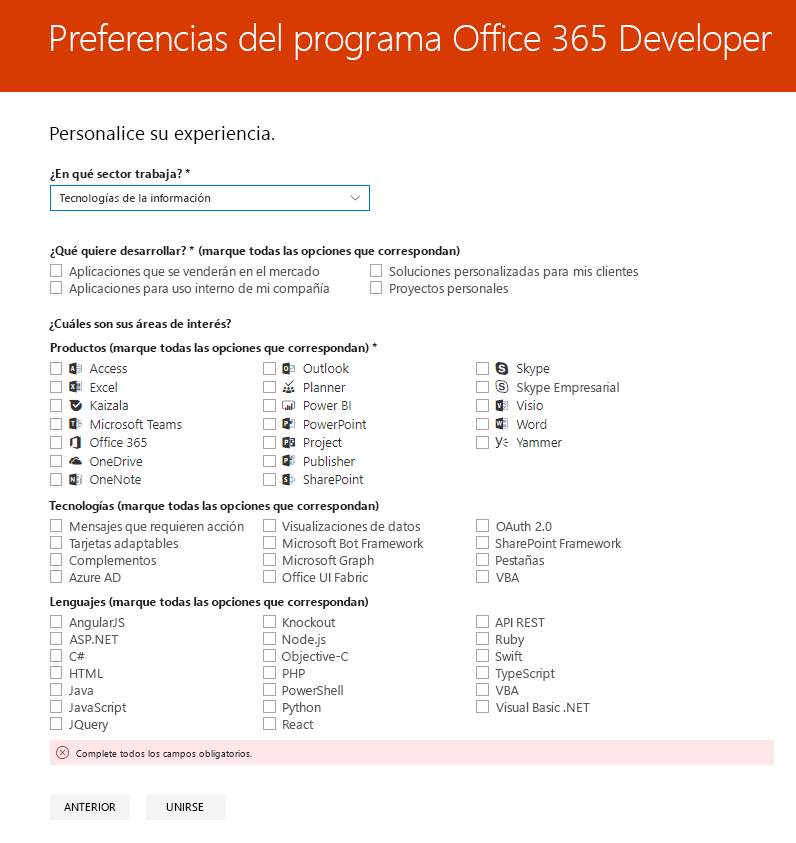 Preferencias del programa Office 365 Developer
Personalice su experiencia.
¿En qué sector trabaja? *
Tecnologías de la información
¿Qué quiere desarrollar? * (marque todas las opciones que correspondan)
Aplicaciones que se venderán en el mercado
Soluciones personalizadas para mis clientes
Aplicaciones para uso interno de mi compañía
Proyectos personales
¿Cuáles son sus áreas de interés?
Productos (marque todas las opciones que correspondan) *
Access
Outlook
Skype
Excel
Planner
Skype Empresarial
Kaizala
Power BI
Visio
Microsoft Teams
PowerPoint
Word
Office 365
Project
Yammer
OneDrive
Publisher
OneNote
SharePoint
Tecnologías (marque todas las opciones que correspondan)
Mensajes que requieren acción
Visualizaciones de datos
OAuth 2.0
Tarjetas adaptables
Microsoft Bot Framework
SharePoint Framework
Complementos
Microsoft Graph
Pestañas
Azure AD
Office UI Fabric
VBA
Lenguajes (marque todas las opciones que correspondan)
AngularJS
Knockout
API REST
ASP.NET
Node.js
Ruby
C#
Objective-C
Swift
HTML
PHP
TypeScript
Java
PowerShell
VBA
JavaScript
Python
Visual Basic .NET
JQuery
React
Complete todos los campos obligatorios.
ANTERIOR
UNIRSE